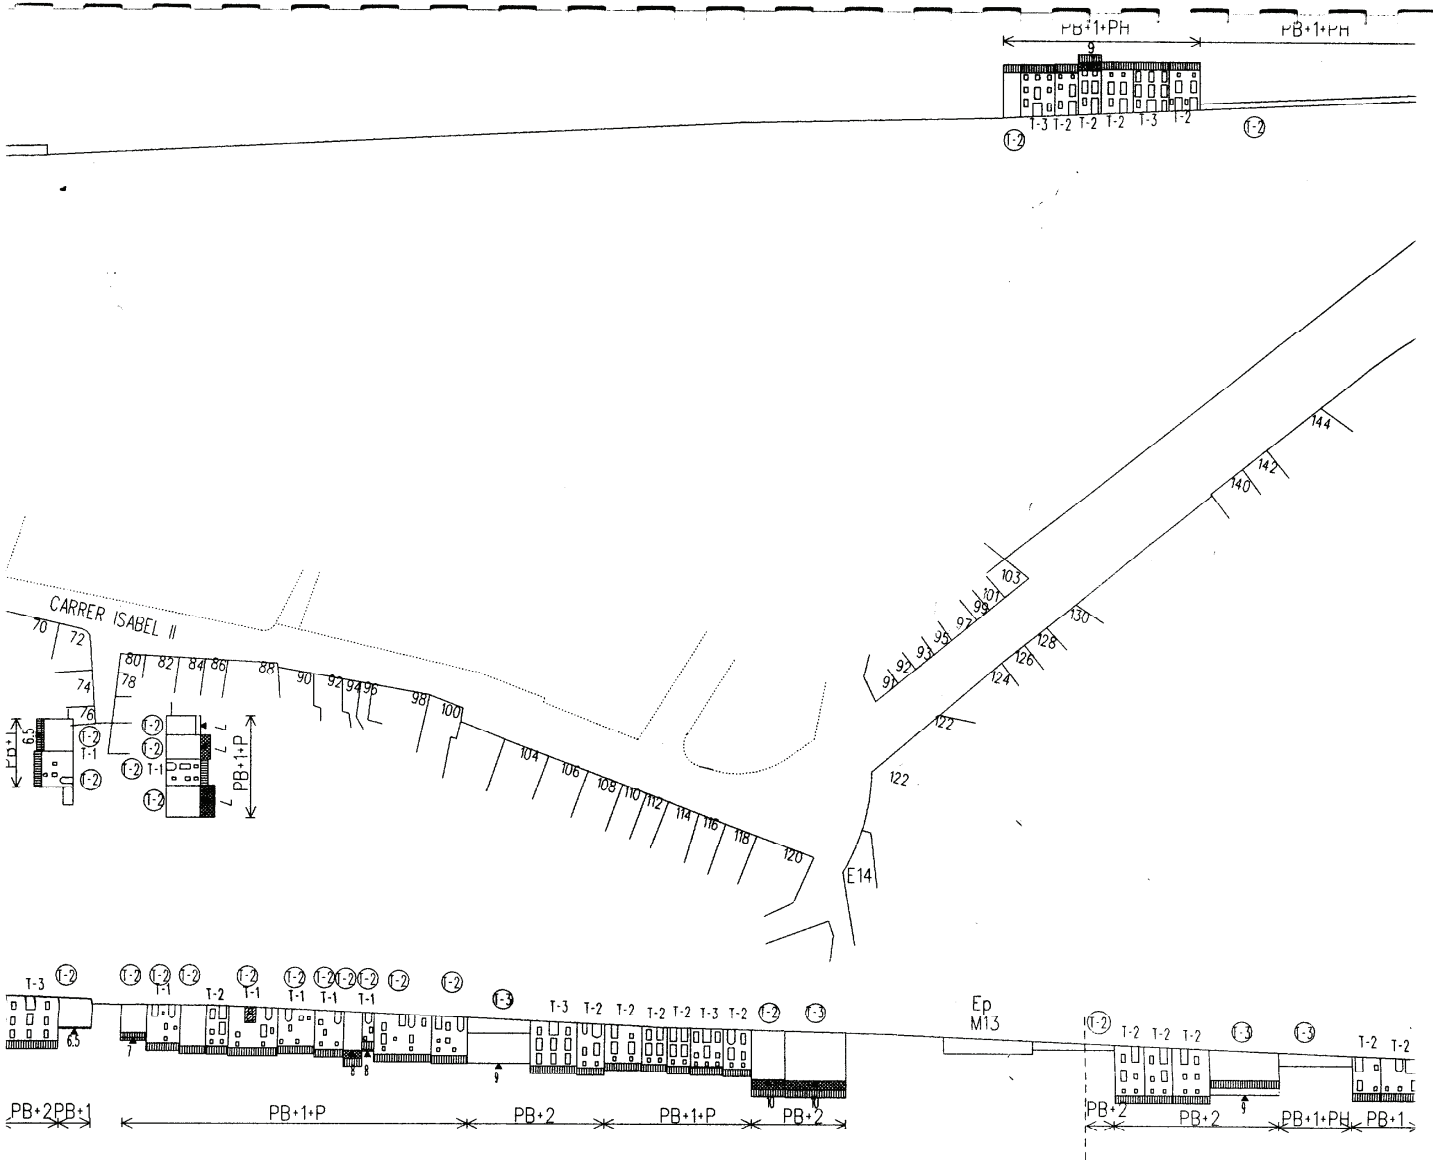 PB+1+PH PB+1+PH
9
T-3 T-2 T-2 T-2 T-3 T-2
T-2 T-2
144
142
140
103
101
99
97
95
93
92
91
130
128
126
124
122
122
E14
CARRER ISABEL II
70 72
74
76
78
80 82 84 86 88
90 92 94 96 98 100
104 106 108 110 112 114 116 118 120
PB+1
6.5
T-2
T-1
T-2
T-2
T-2
T-2
T-1
T-2
L
L
L
PB+1+P
T-3 T-2 T-2 T-2 T-2 T-2 T-2 T-2 T-2 T-2 T-2 T-2
T-1 T-2 T-1 T-1 T-1 T-1
T-3 T-3 T-2 T-2 T-2 T-2 T-3 T-2 T-2 T-3
Ep
M13
T-2 T-2 T-2 T-2 T-3 T-3 T-2 T-2
6.5 7 8 8 9 10 10 9
PB+2 PB+1 PB+1+P PB+2 PB+1+P PB+2 PB+2 PB+2 PB+1+PH PB+1